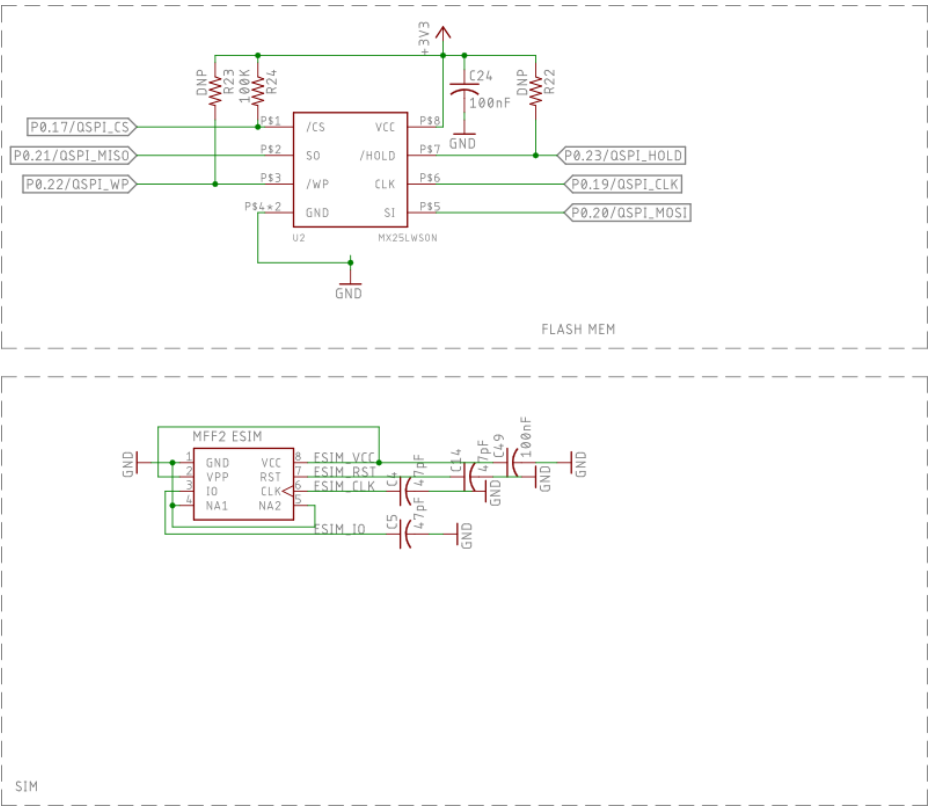 +3V3
DNP
R23
100K
R24
C24
100nF
DNP
R22
GND
P0.17/QSPI_CS
P$1
/CS
VCC
P$8
P0.21/QSPI_MISO
P$2
SO
/HOLD
P$7
P0.23/QSPI_HOLD
P0.22/QSPI_WP
P$3
/WP
CLK
P$6
P0.19/QSPI_CLK
P$4*2
GND
SI
P$5
P0.20/QSPI_MOSI
U2
MX25LWSON
GND
FLASH MEM
MFF2 ESIM
GND
1
GND
VCC
8
ESIM_VCC
C49
100nF
GND
2
VPP
RST
7
ESIM_RST
C14
47pF
GND
3
IO
CLK
6
ESIM_CLK
47pF
GND
4
NA1
NA2
5
ESIM_IO
C5
47pF
GND
SIM